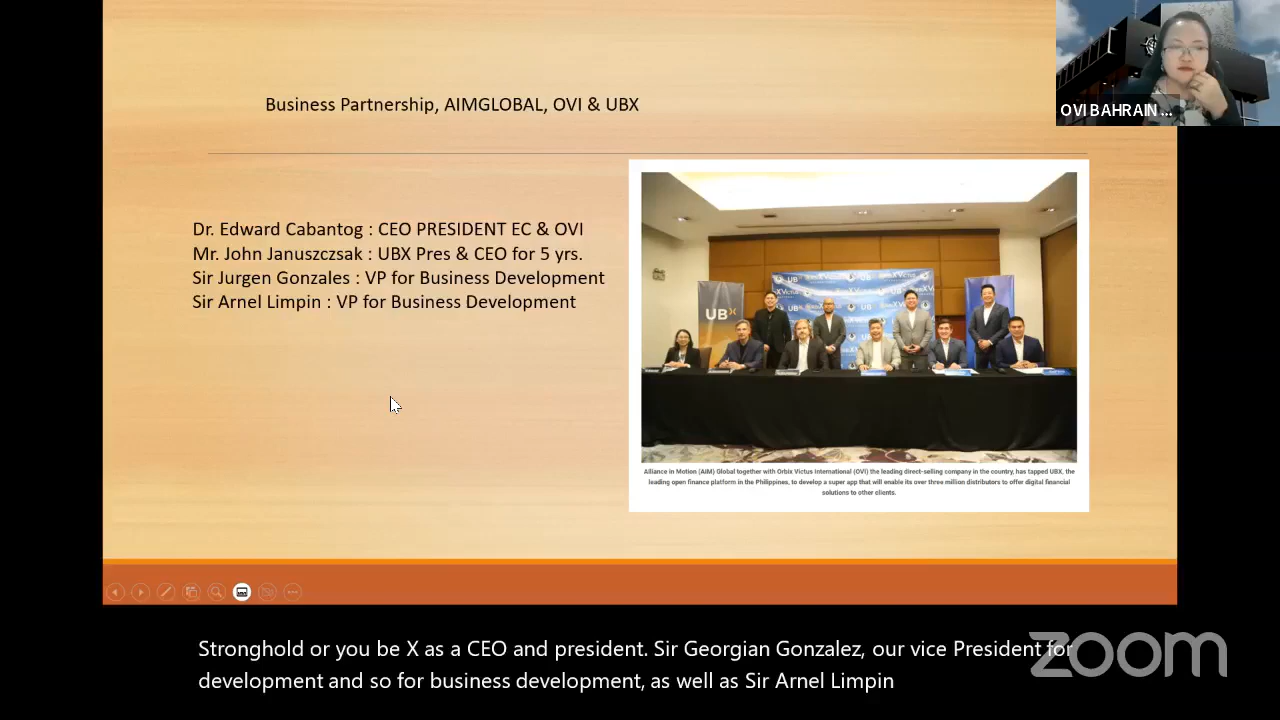 Business Partnership, AIMGLOBAL, OVI & UBX
OVI BAHRAIN ...
Dr. Edward Cabantog : CEO PRESIDENT EC & OVI
Mr. John Januszczsak : UBX Pres & CEO for 5 yrs.
Sir Jurgen Gonzales : VP for Business Development
Sir Arnel Limpin : VP for Business Development
UBX
UB
Alliance in Motion (AIM) Global together with Orbix Victus International (OVI) the leading direct-selling company in the country, has tapped UBX, the
leading open finance platform in the Philippines, to develop a super app that will enable its over three million distributors to offer digital financial
solutions to other clients.
Stronghold or you be X as a CEO and president. Sir Georgian Gonzalez, our vice President for
development and so for business development, as well as Sir Arnel Limpin
zoom